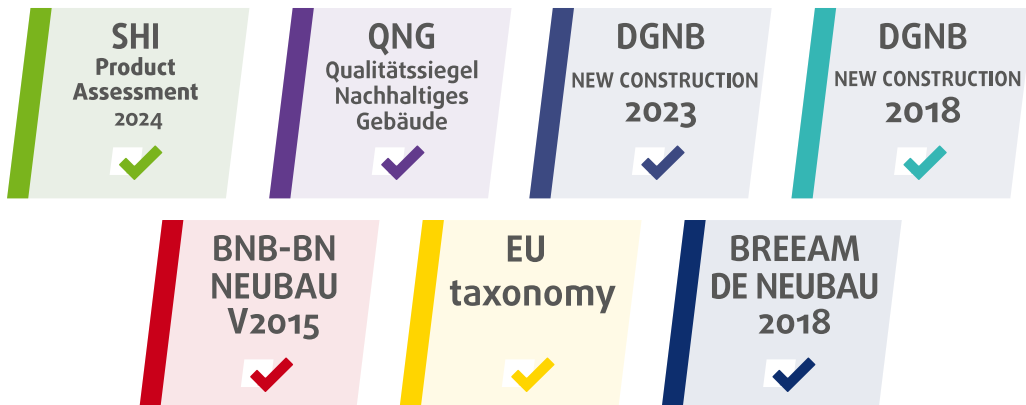 SHI
Product
Assessment
2024
QNG
Qualitätssiegel
Nachhaltiges
Gebäude
DGNB
NEW CONSTRUCTION
2023
DGNB
NEW CONSTRUCTION
2018
BNB-BN
NEUBAU
V2015
EU
taxonomy
BREEAM
DE NEUBAU
2018